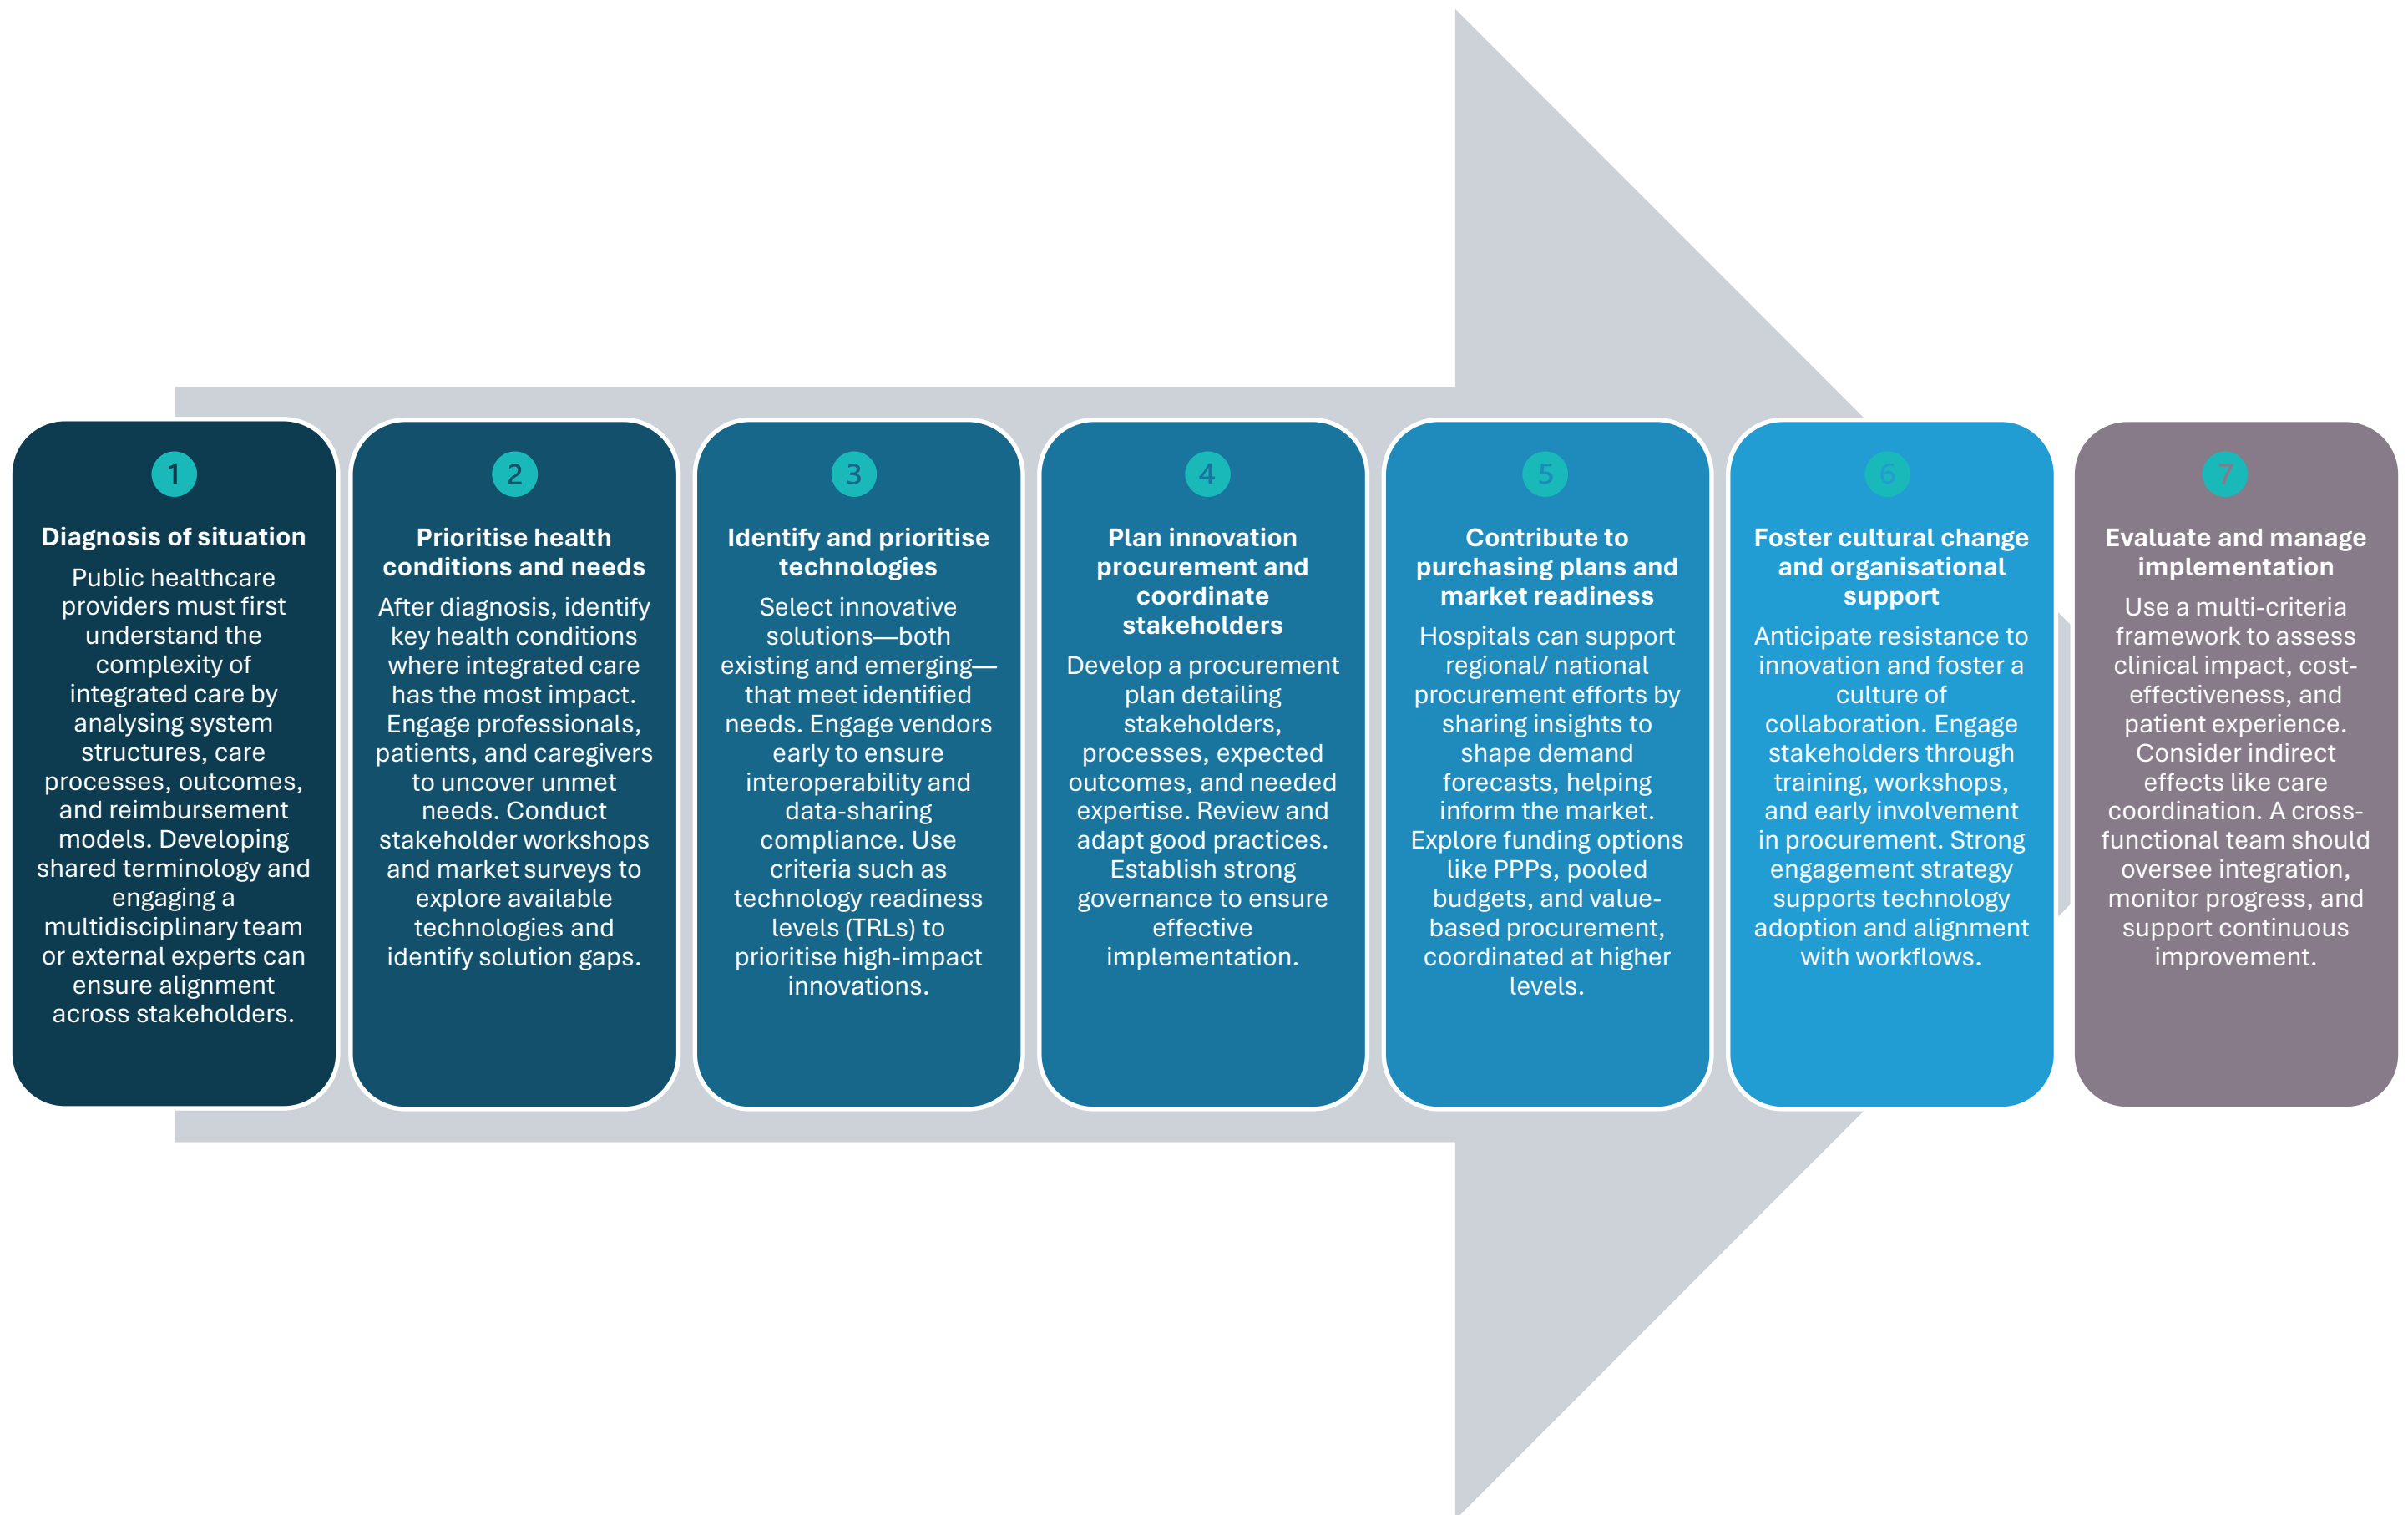 1
Diagnosis of situation
Public healthcare
providers must first
understand the
complexity of
integrated care by
analysing system
structures, care
processes, outcomes,
and reimbursement
models. Developing
shared terminology and
engaging a
multidisciplinary team
or external experts can
ensure alignment
across stakeholders.
2
Prioritise health
conditions and needs
After diagnosis, identify
key health conditions
where integrated care
has the most impact.
Engage professionals,
patients, and caregivers
to uncover unmet
needs. Conduct
stakeholder workshops
and market surveys to
explore available
technologies and
identify solution gaps.
3
Identify and prioritise
technologies
Select innovative
solutions—both
existing and emerging—
that meet identified
needs. Engage vendors
early to ensure
interoperability and
data-sharing
compliance. Use
criteria such as
technology readiness
levels (TRLs) to
prioritise high-impact
innovations.
4
Plan innovation
procurement and
coordinate
stakeholders
Develop a procurement
plan detailing
stakeholders,
processes, expected
outcomes, and needed
expertise. Review and
adapt good practices.
Establish strong
governance to ensure
effective
implementation.
5
Contribute to
purchasing plans and
market readiness
Hospitals can support
regional/ national
procurement efforts by
sharing insights to
shape demand
forecasts, helping
inform the market.
Explore funding options
like PPPs, pooled
budgets, and value-
based procurement,
coordinated at higher
levels.
6
Foster cultural change
and organisational
support
Anticipate resistance to
innovation and foster a
culture of
collaboration. Engage
stakeholders through
training, workshops,
and early involvement
in procurement. Strong
engagement strategy
supports technology
adoption and alignment
with workflows.
7
Evaluate and manage
implementation
Use a multi-criteria
framework to assess
clinical impact, cost-
effectiveness, and
patient experience.
Consider indirect
effects like care
coordination. A cross-
functional team should
oversee integration,
monitor progress, and
support continuous
improvement.